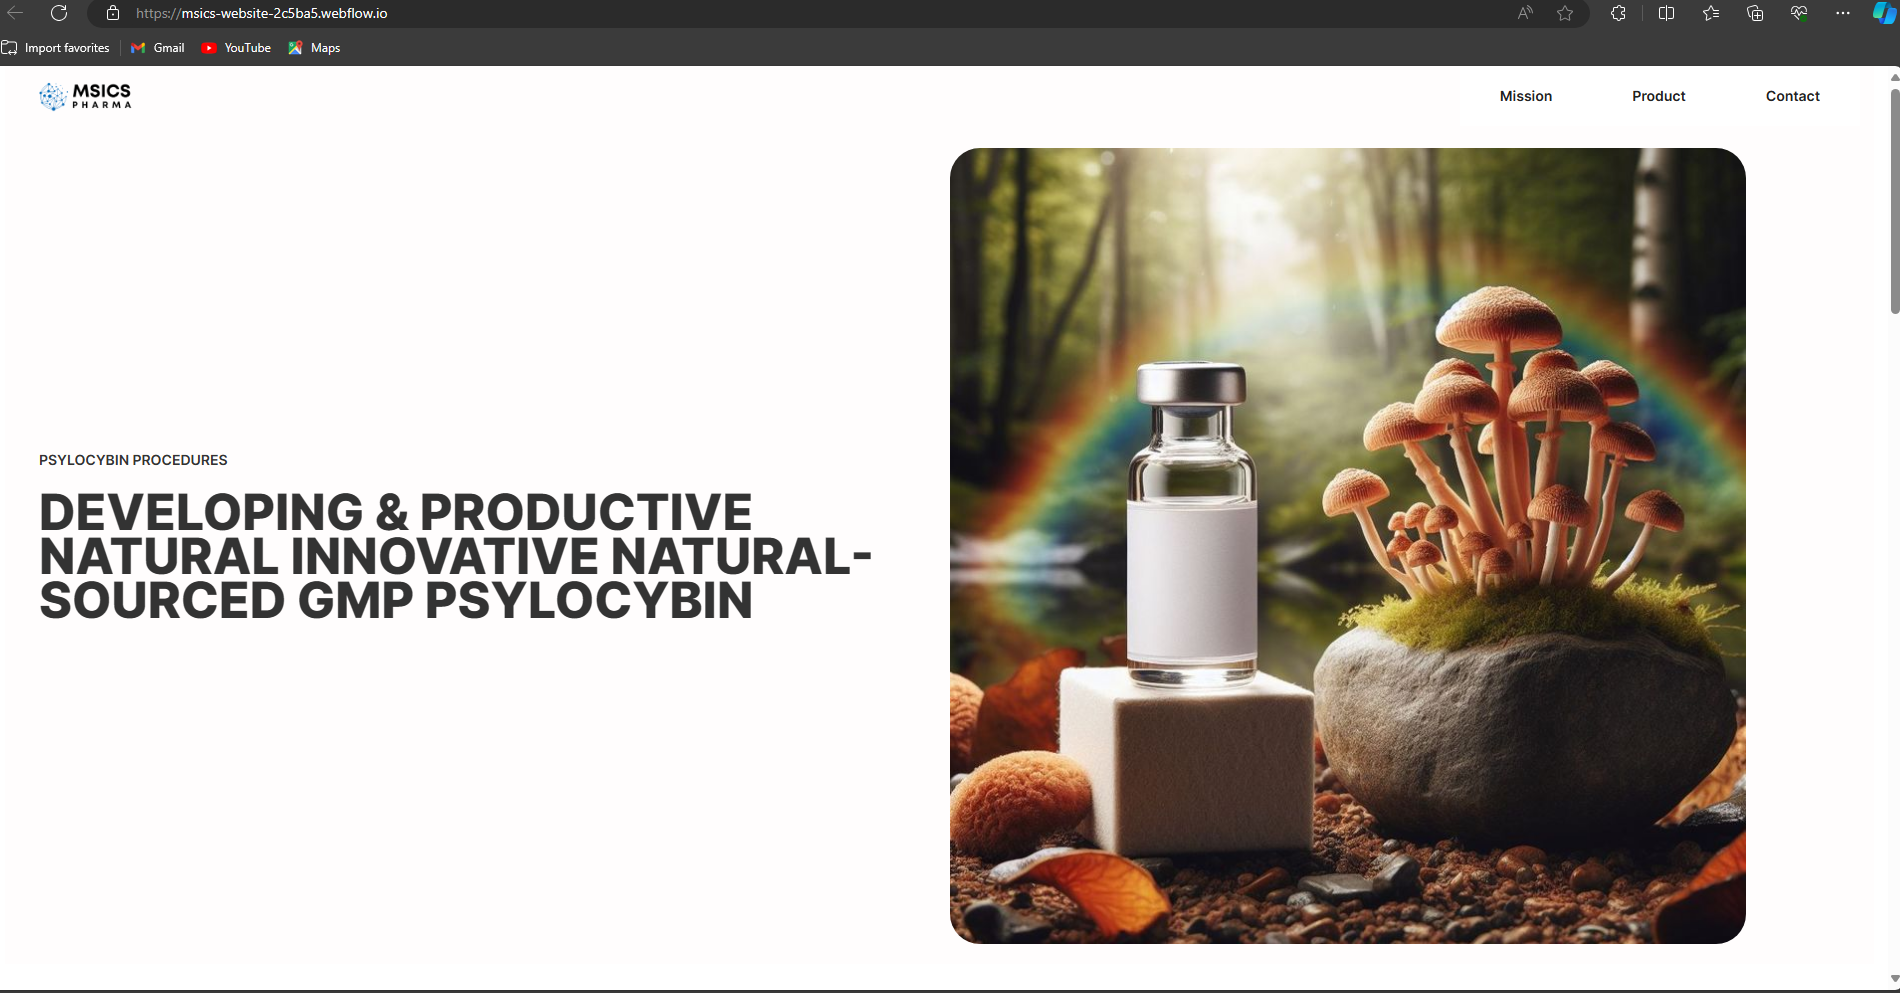 https://msics-website-2c5ba5.webflow.io
Import favorites
Gmail
YouTube
Maps
MSICS
PHARMA
Mission
Product
Contact
PSYLOCYBIN PROCEDURES
DEVELOPING & PRODUCTIVE
NATURAL INNOVATIVE NATURAL-
SOURCED GMP PSYLOCYBIN